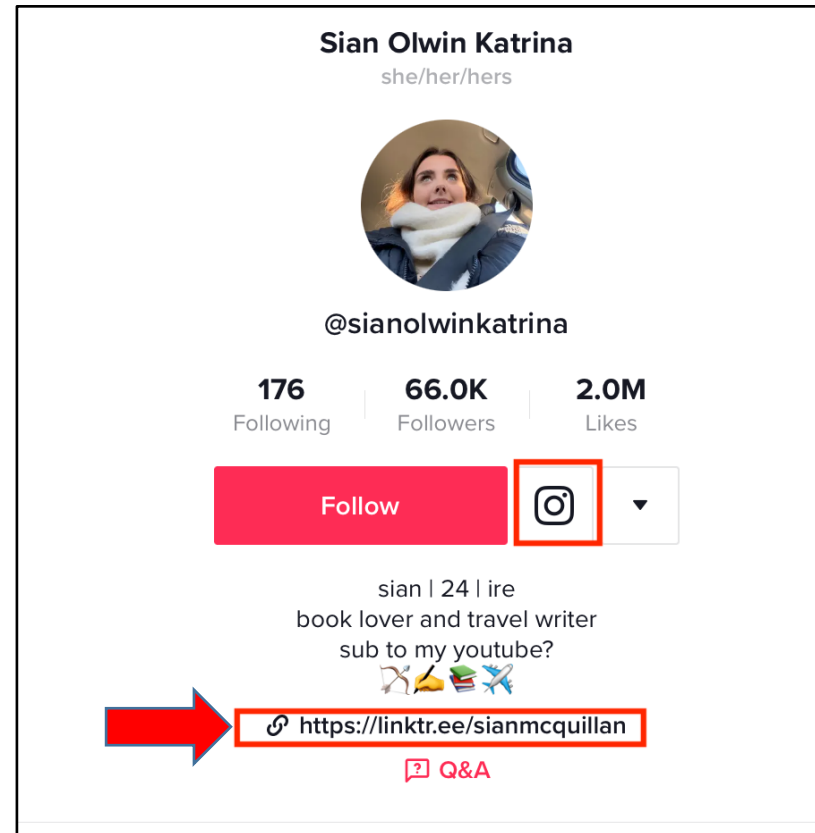 Sian Olwin Katrina
she/her/hers
@sianolwinkatrina
176 66.0K 2.0M
Following Followers Likes
Follow
sian | 24 | ire
book lover and travel writer
sub to my youtube?
🏹✍️📚✈️
https://linktr.ee/sianmcquillan
Q&A